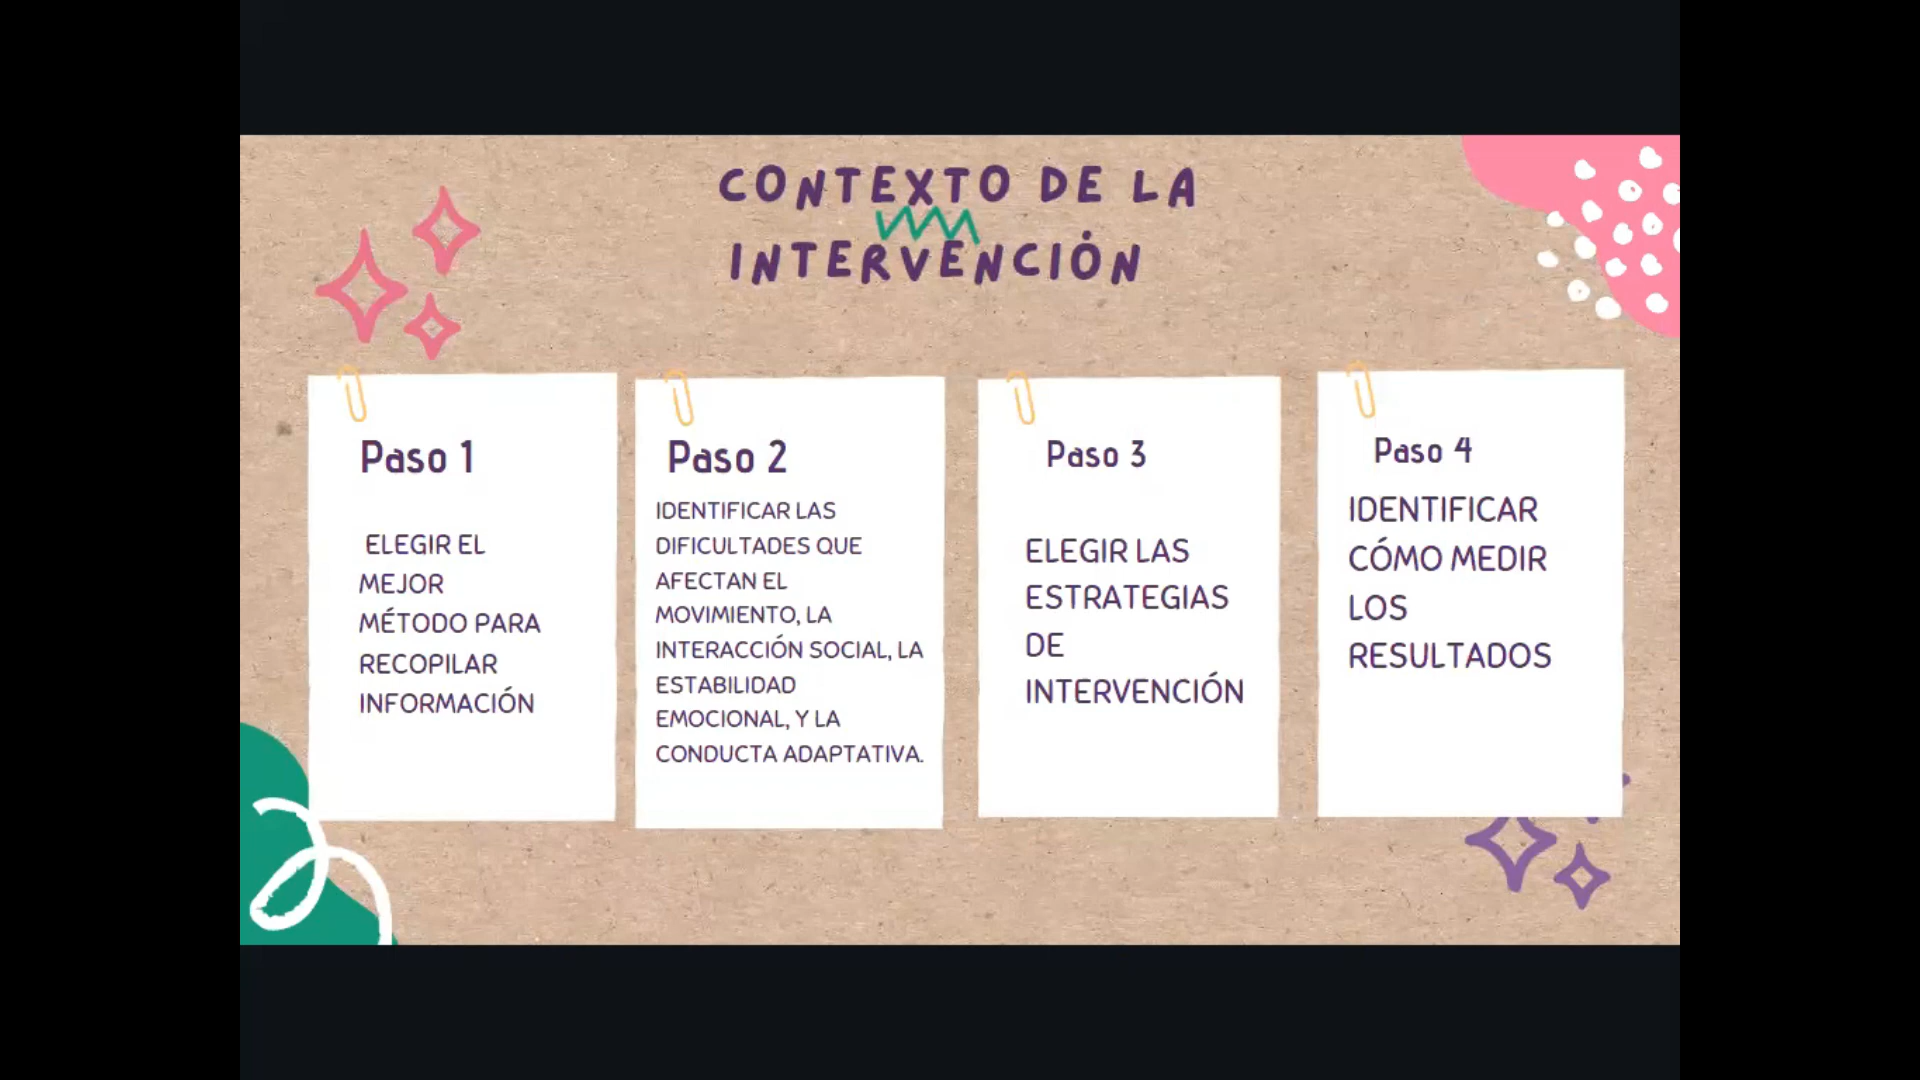 CONTEXTO DE LA
INTERVENCIÓN
Paso 1
ELEGIR EL
MEJOR
MÉTODO PARA
RECOPILAR
INFORMACIÓN
Paso 2
IDENTIFICAR LAS
DIFICULTADES QUE
AFECTAN EL
MOVIMIENTO, LA
INTERACCIÓN SOCIAL, LA
ESTABILIDAD
EMOCIONAL, Y LA
CONDUCTA ADAPTATIVA.
Paso 3
ELEGIR LAS
ESTRATEGIAS
DE
INTERVENCIÓN
Paso 4
IDENTIFICAR
CÓMO MEDIR
LOS
RESULTADOS